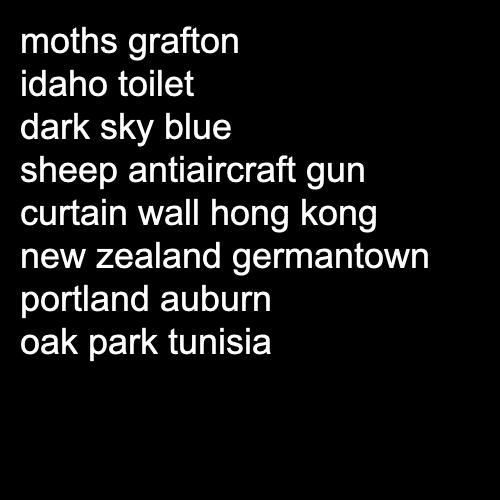 moths grafton
idaho toilet
dark sky blue
sheep antiaircraft gun
curtain wall hong kong
new zealand germantown
portland auburn
oak park tunisia